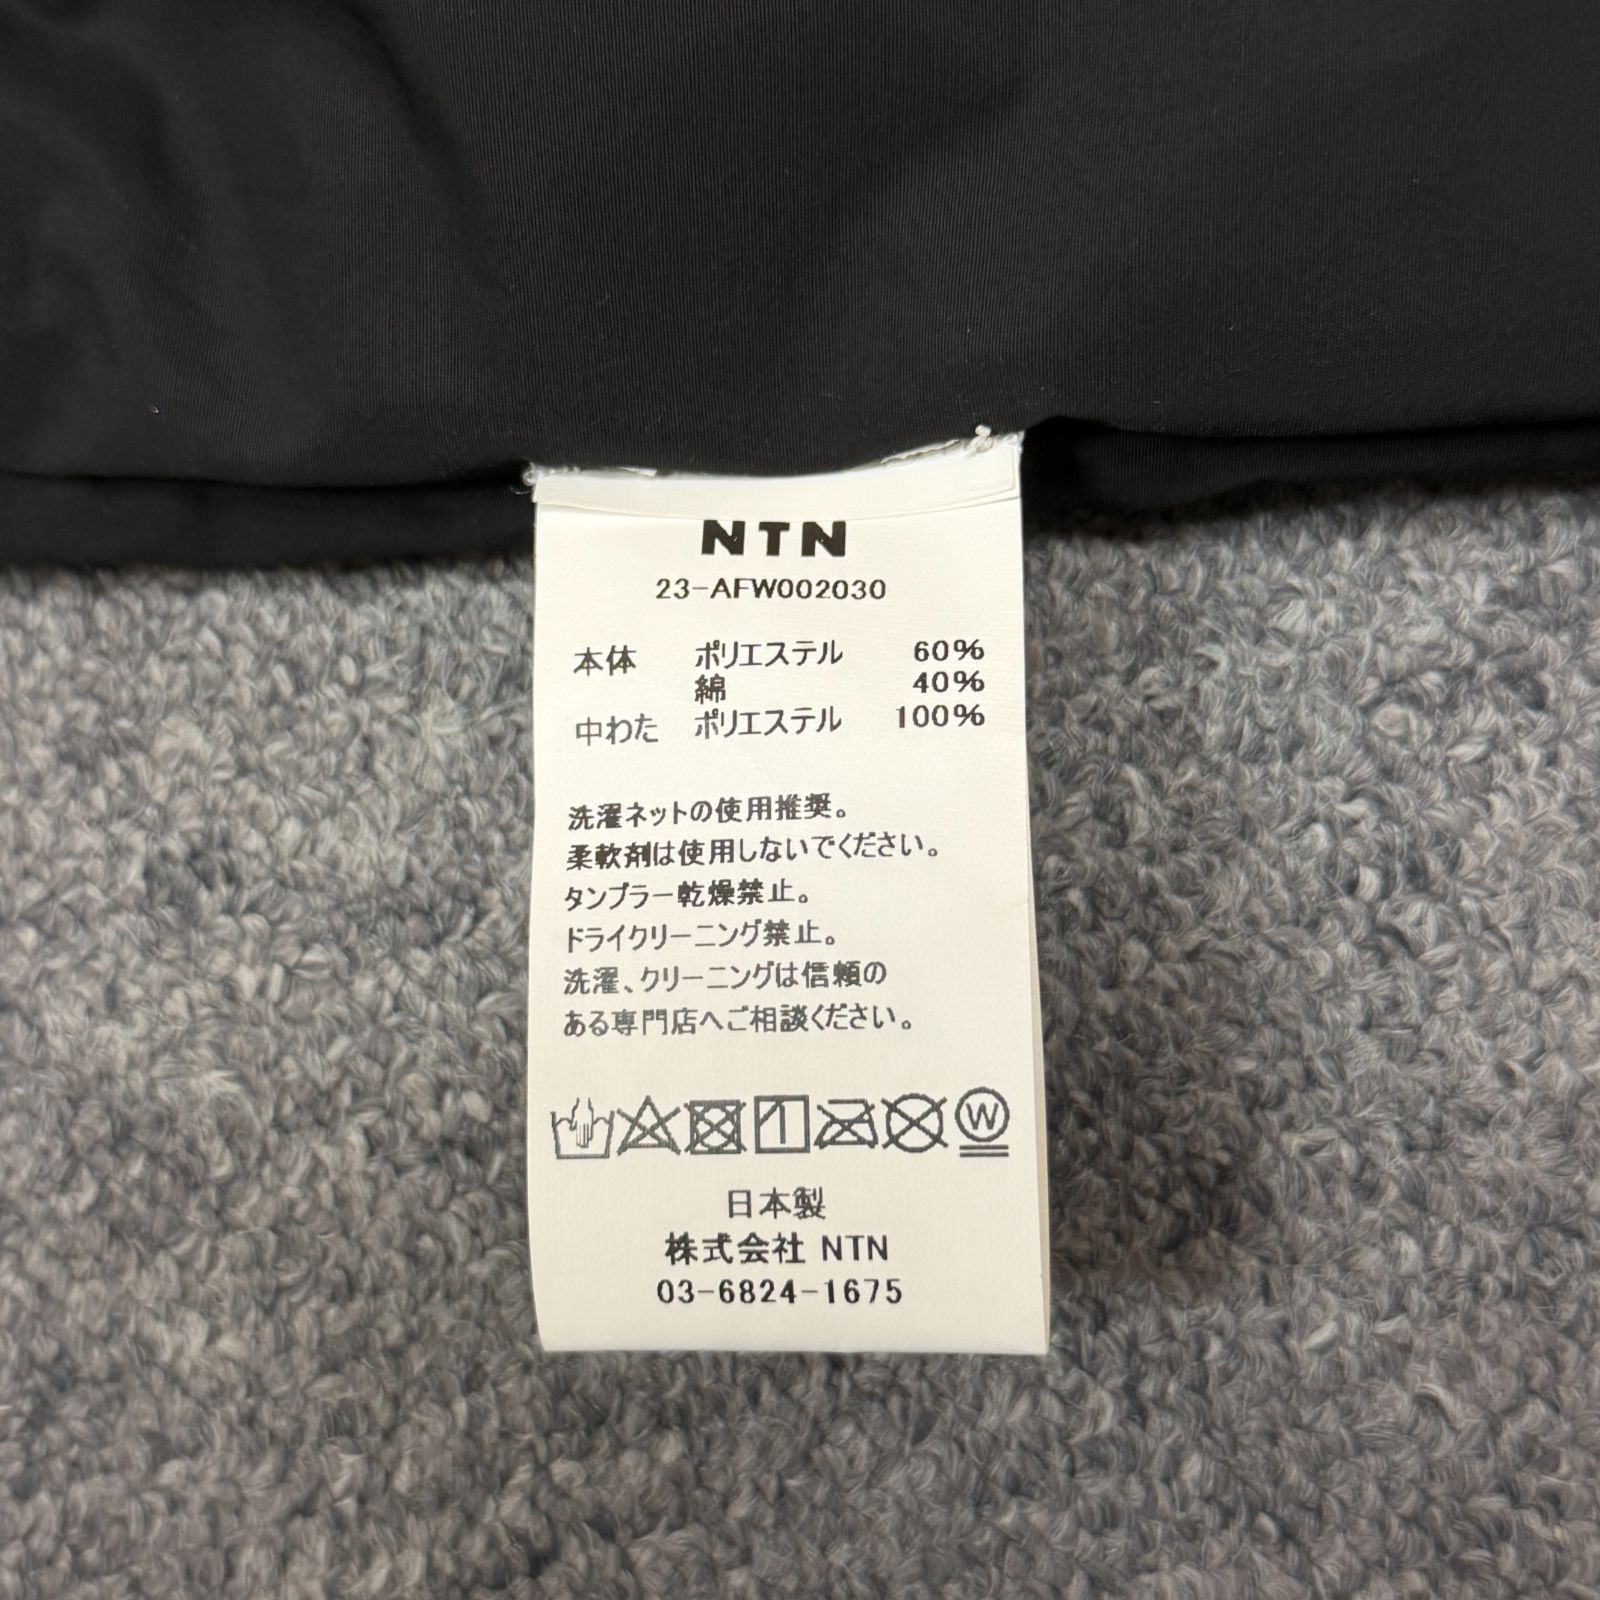 NTN
23-AFW002030
本体 ポリエステル 60%
綿 40%
中わた ポリエステル 100%
洗濯ネットの使用推奨。
柔軟剤は使用しないでください。
タンブラー乾燥禁止。
ドライクリーニング禁止。
洗濯、クリーニングは信頼の
ある専門店へご相談ください。
W
日本製
株式会社 NTN
03-6824-1675